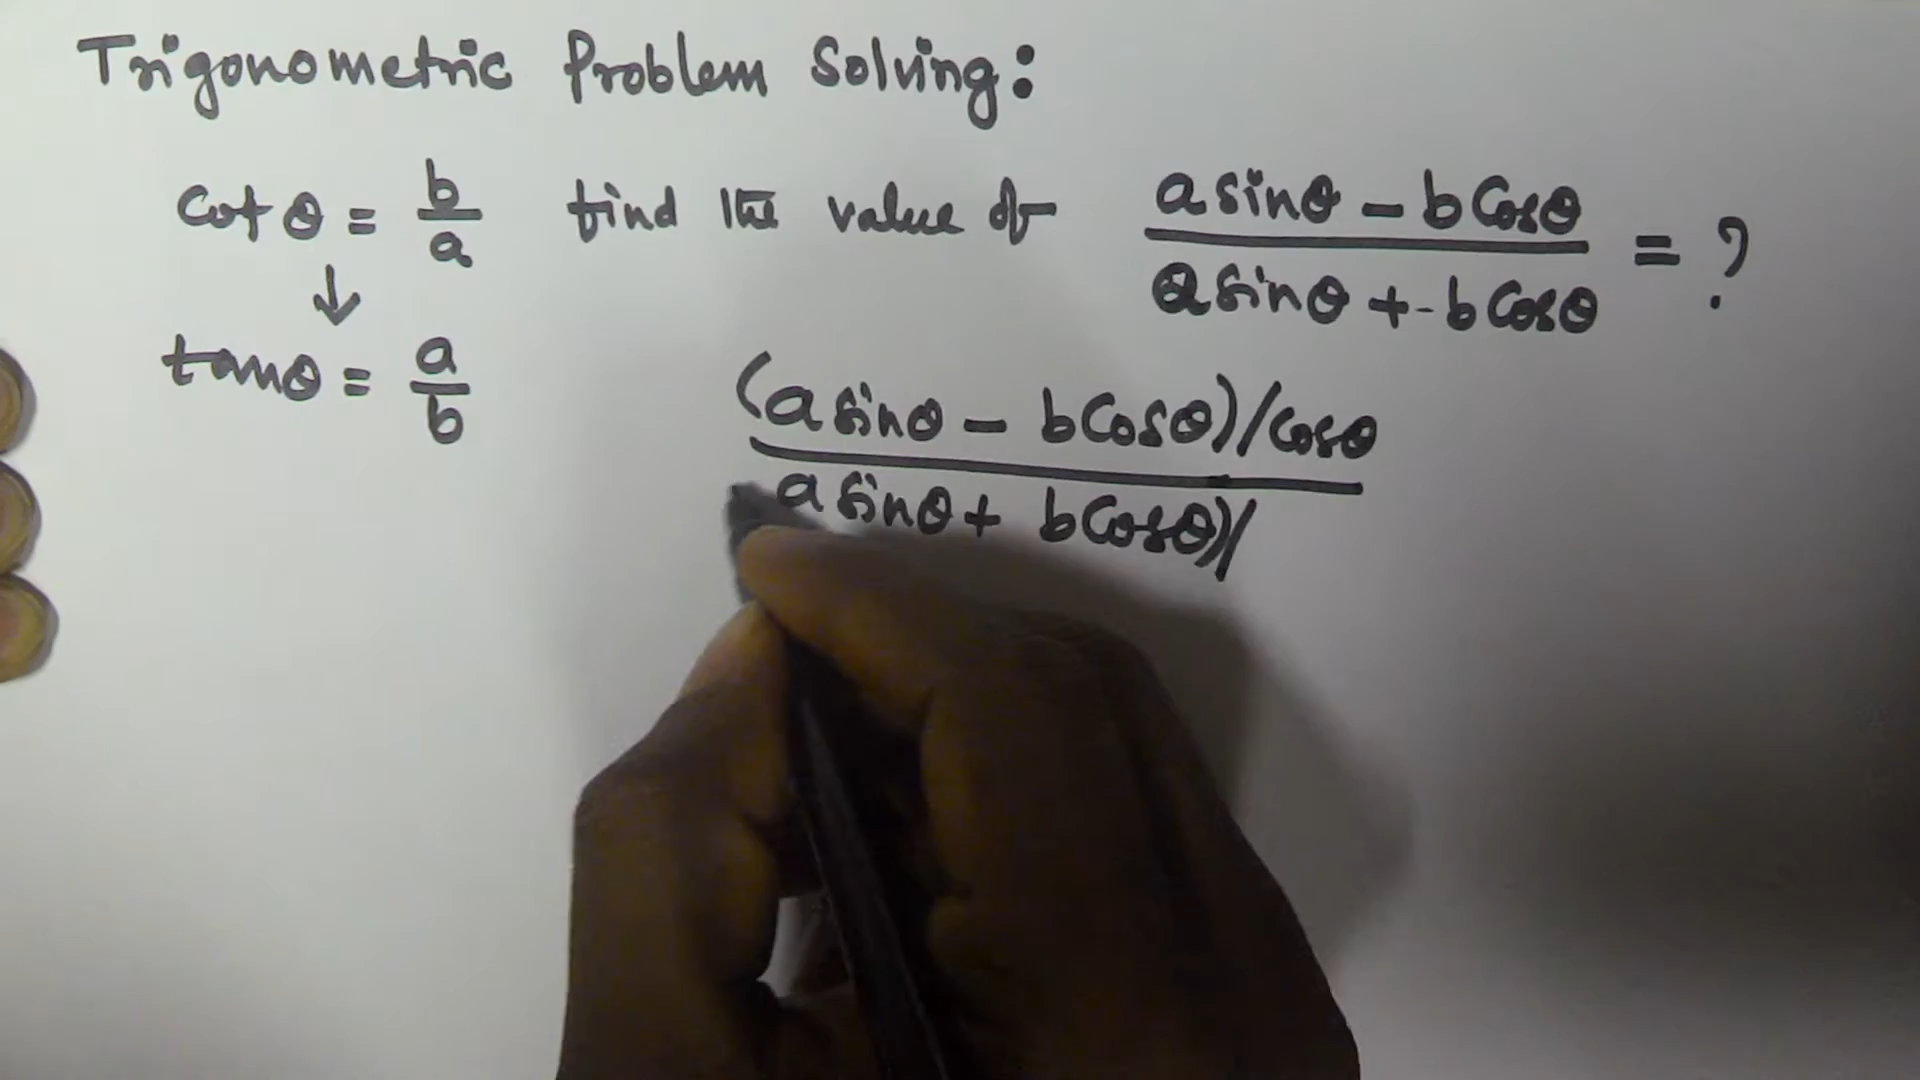 Trigonometric Problem Solving:
cot θ = b/a find the value of (a sinθ - b cosθ)/(a sinθ + b cosθ) = ?
↓
tanθ = a/b
(a sinθ - b cosθ)/cosθ
a sinθ + b cosθ)/